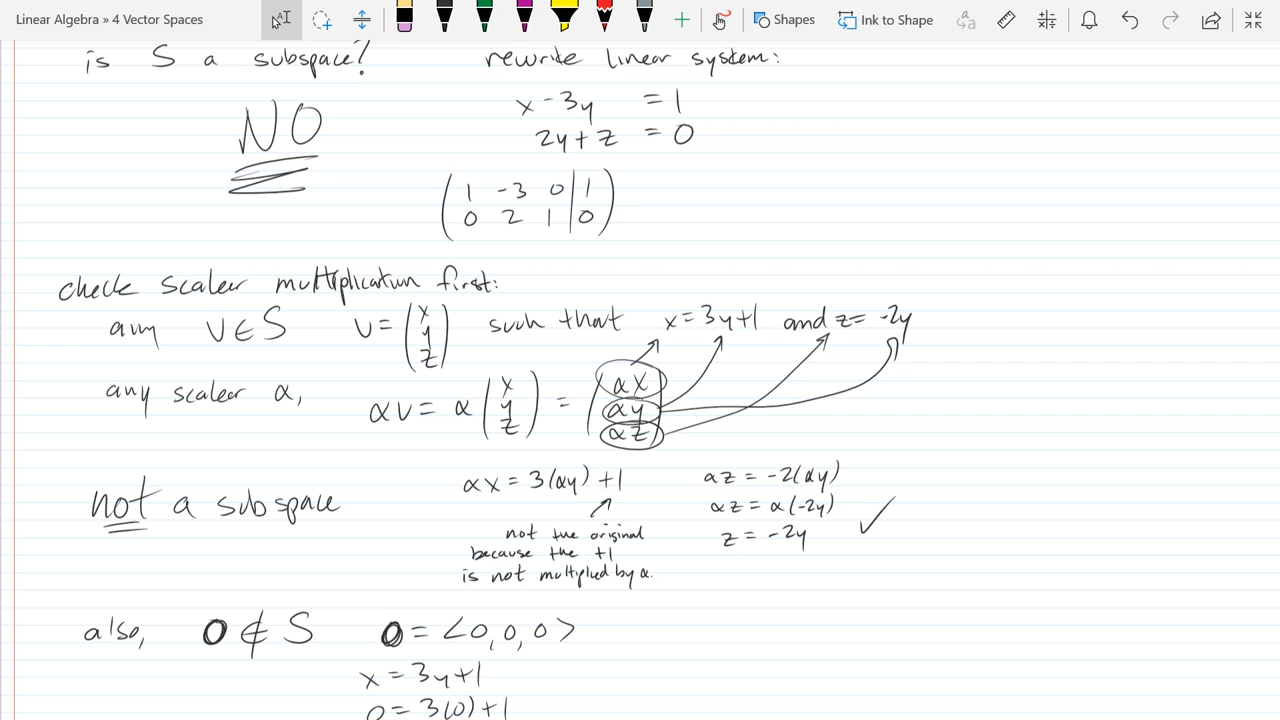 Linear Algebra » 4 Vector Spaces
Shapes
Ink to Shape
is S a subspace?
NO
rewrite linear system:
x - 3y = 1
2y + z = 0
( 1 -3 0 | 1 )
( 0 2 1 | 0 )
check scaler multiplication first:
any v ∈ S v = (x y z) such that x = 3y+1 and z = -2y
any scaler α, αv = α (x y z) = (αx αy αz)
not a subspace
αx = 3(αy) + 1
not the original
because the +1
is not multiplied by α.
αz = -2(αy)
αz = α(-2y)
z = -2y ✓
also, 0 ∉ S 0 = <0, 0, 0>
x = 3y+1
0 = 3(0)+1